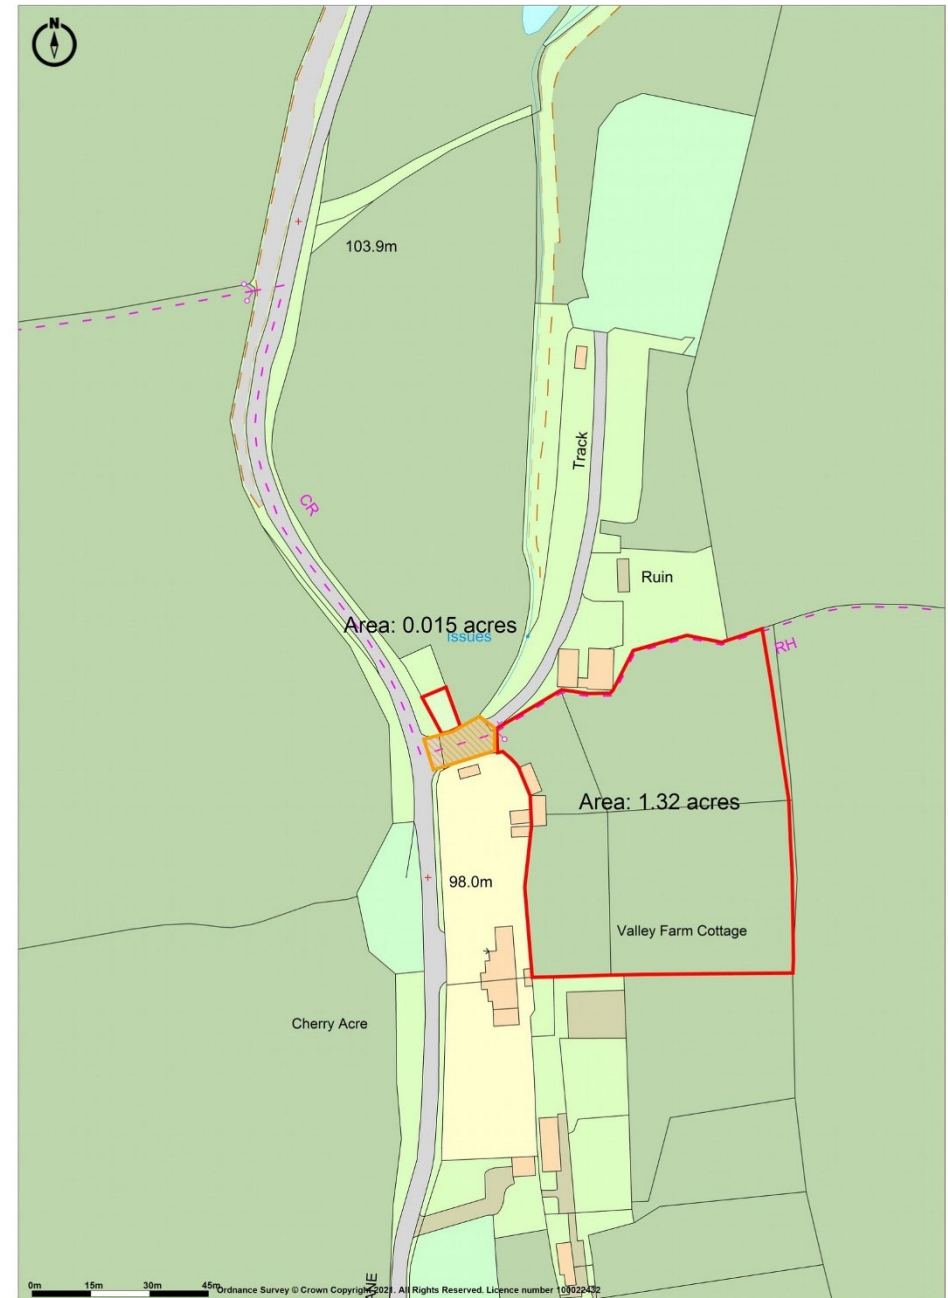 N
103.9m
Track
CR
Ruin
Area: 0.015 acres
Issues
RH
Area: 1.32 acres
98.0m
Valley Farm Cottage
Cherry Acre
ANE
0m 15m 30m 45m
Ordnance Survey © Crown Copyright 2021. All Rights Reserved. Licence number 100022432